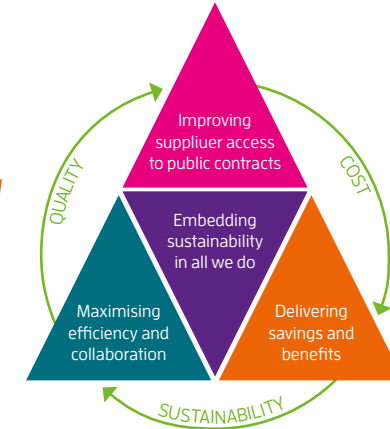 Improving
suppliuer access
to public contracts
QUALITY
COST
Embedding
sustainability
in all we do
Maximising
efficiency and
collaboration
Delivering
savings and
benefits
SUSTAINABILITY